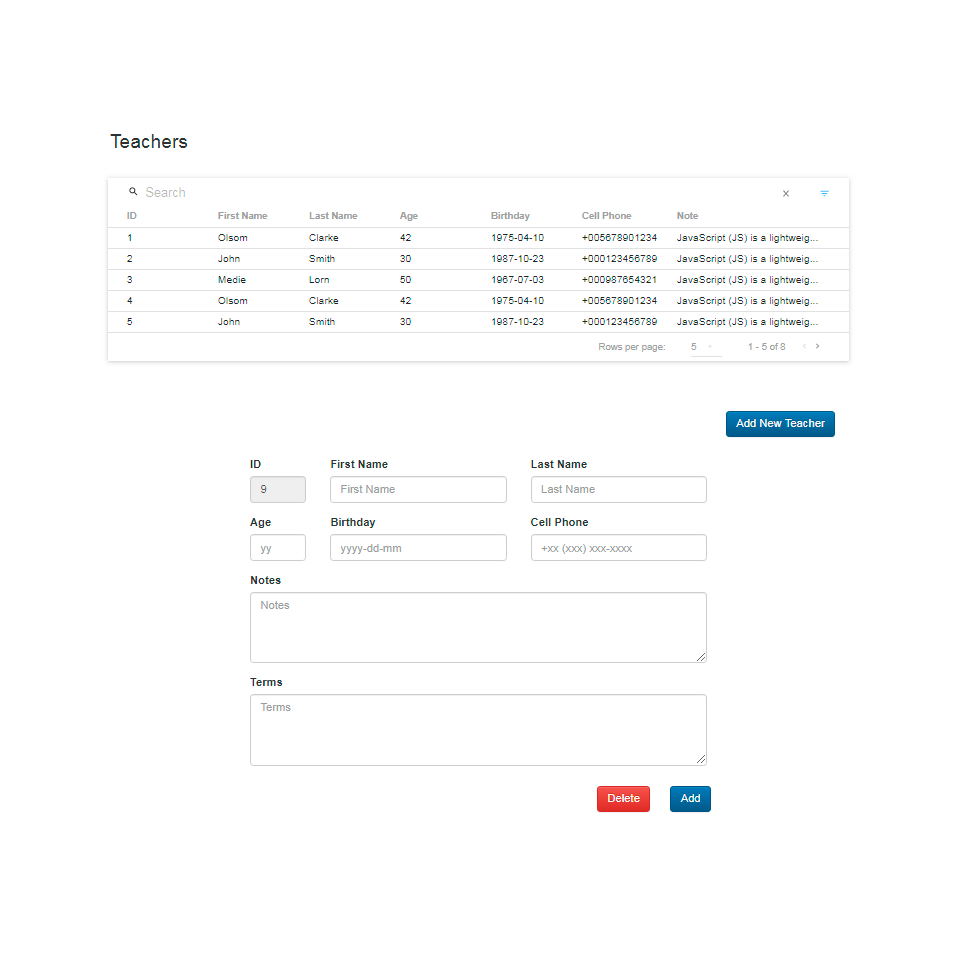 Teachers
Search
ID First Name Last Name Age Birthday Cell Phone Note
1 Olsom Clarke 42 1975-04-10 +005678901234 JavaScript (JS) is a lightweig...
2 John Smith 30 1987-10-23 +000123456789 JavaScript (JS) is a lightweig...
3 Medie Lorn 50 1967-07-03 +000987654321 JavaScript (JS) is a lightweig...
4 Olsom Clarke 42 1975-04-10 +005678901234 JavaScript (JS) is a lightweig...
5 John Smith 30 1987-10-23 +000123456789 JavaScript (JS) is a lightweig...
Rows per page: 5 1 - 5 of 8
Add New Teacher
ID First Name Last Name
9 First Name Last Name
Age Birthday Cell Phone
yy yyyy-dd-mm +xx (xxx) xxx-xxxx
Notes
Notes
Terms
Terms
Delete Add